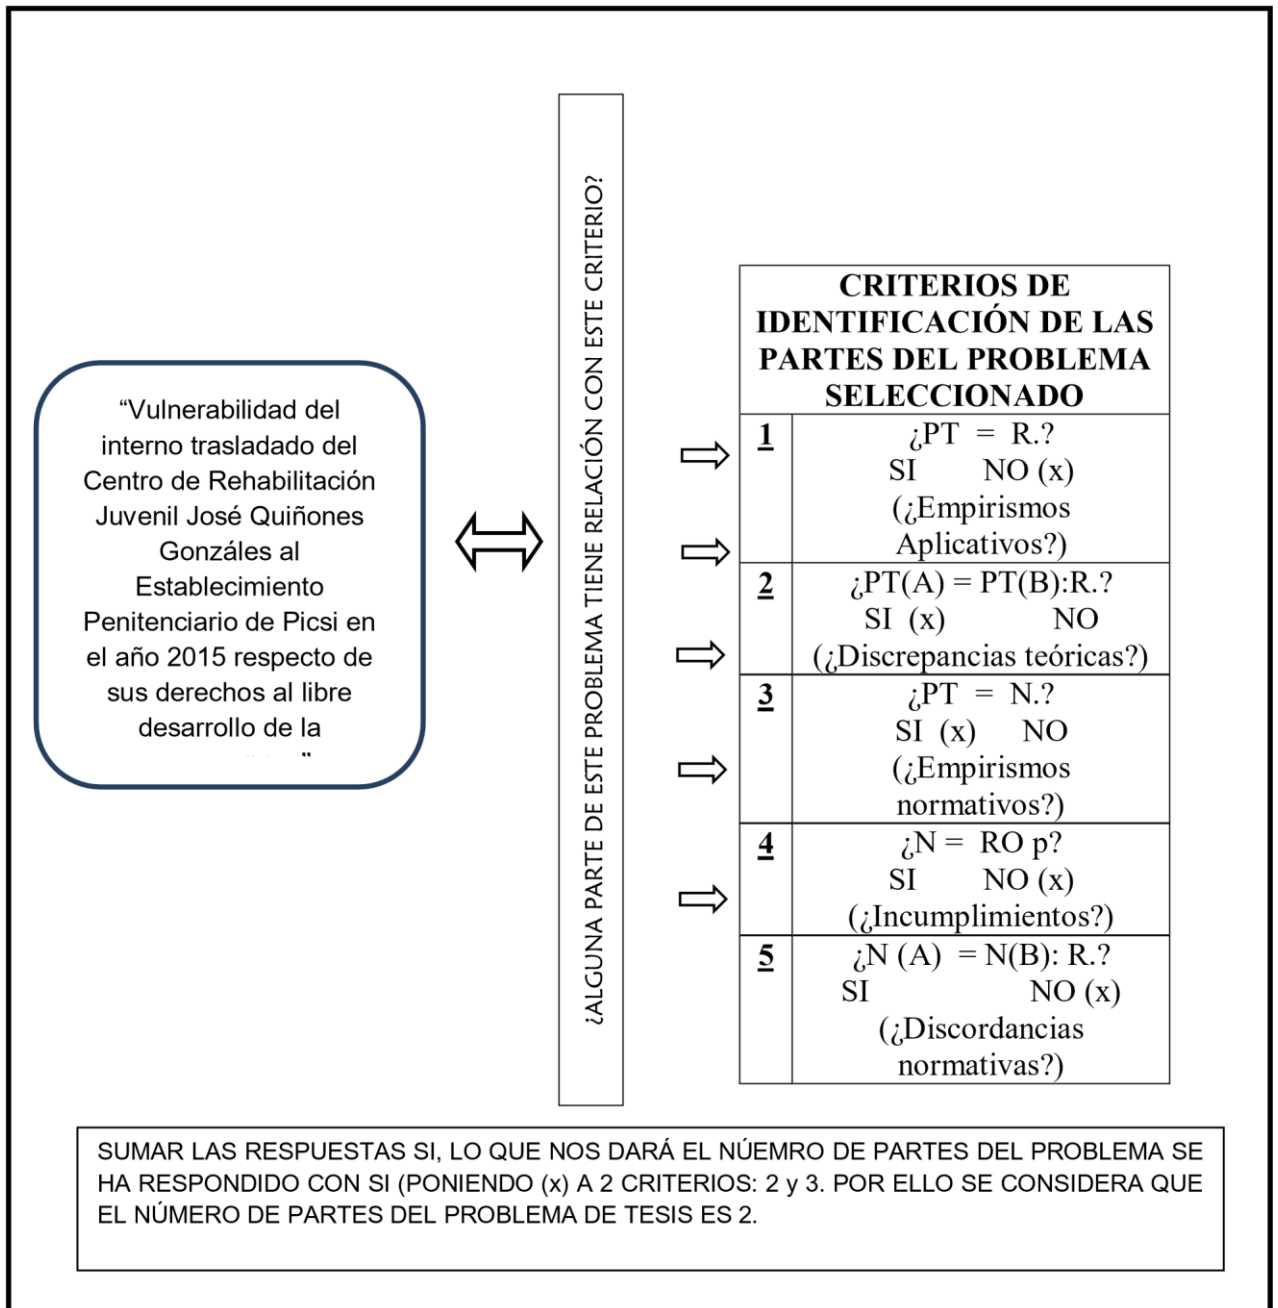 “Vulnerabilidad del
interno trasladado del
Centro de Rehabilitación
Juvenil José Quiñones
Gonzáles al
Establecimiento
Penitenciario de Picsi en
el año 2015 respecto de
sus derechos al libre
desarrollo de la
”
¿ALGUNA PARTE DE ESTE PROBLEMA TIENE RELACIÓN CON ESTE CRITERIO?
CRITERIOS DE
IDENTIFICACIÓN DE LAS
PARTES DEL PROBLEMA
SELECCIONADO
1 ¿PT = R.?
SI NO (x)
(¿Empirismos
Aplicativos?)
2 ¿PT(A) = PT(B):R.?
SI (x) NO
(¿Discrepancias teóricas?)
3 ¿PT = N.?
SI (x) NO
(¿Empirismos
normativos?)
4 ¿N = RO p?
SI NO (x)
(¿Incumplimientos?)
5 ¿N (A) = N(B): R.?
SI NO (x)
(¿Discordancias
normativas?)
SUMAR LAS RESPUESTAS SI, LO QUE NOS DARÁ EL NÚEMRO DE PARTES DEL PROBLEMA SE
HA RESPONDIDO CON SI (PONIENDO (x) A 2 CRITERIOS: 2 y 3. POR ELLO SE CONSIDERA QUE
EL NÚMERO DE PARTES DEL PROBLEMA DE TESIS ES 2.